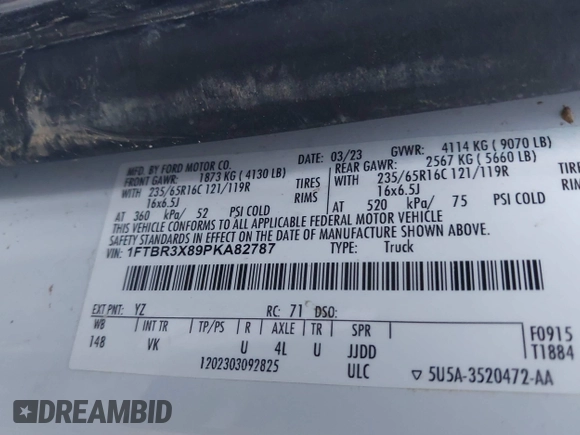 MFD. BY FORD MOTOR CO.
DATE: 03/23 GVWR: 4114 KG ( 9070 LB)
FRONT GAWR: 1873 KG ( 4130 LB)
REAR GAWR: 2567 KG ( 5660 LB)
WITH 235/65R16C 121/119R TIRES
WITH 235/65R16C 121/119R TIRES
16x6.5J RIMS
16x6.5J RIMS
AT 360 kPa/ 52 PSI COLD
AT 520 kPa/ 75 PSI COLD
THIS VEHICLE CONFORMS TO ALL APPLICABLE FEDERAL MOTOR VEHICLE
SAFETY STANDARDS IN EFFECT ON THE DATE OF MANUFACTURE SHOWN ABOVE.
VIN: 1FTBR3X89PKA82787 TYPE: Truck
EXT PNT: YZ RC: 71 DSO:
WB INT TR TP/PS R AXLE TR SPR
148 VK U 4L U JJDD
F0915
T1884
1202303092825 ULC
▽ 5U5A-3520472-AA
DREAMBID